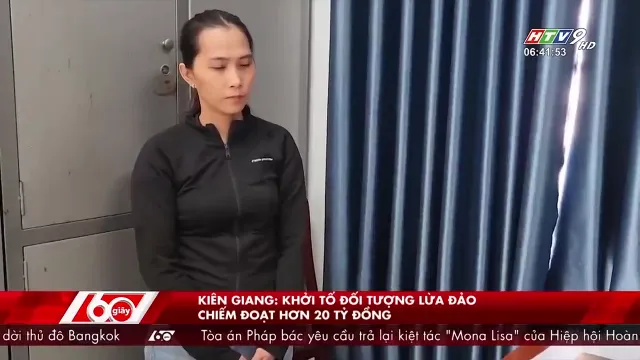 HTV9 HD
06:41:53
KIÊN GIANG: KHỞI TỐ ĐỐI TƯỢNG LỪA ĐẢO
CHIẾM ĐOẠT HƠN 20 TỶ ĐỒNG
60 giây
dời thủ đô Bangkok Tòa án Pháp bác yêu cầu trả lại kiệt tác "Mona Lisa" của Hiệp hội Hoàn